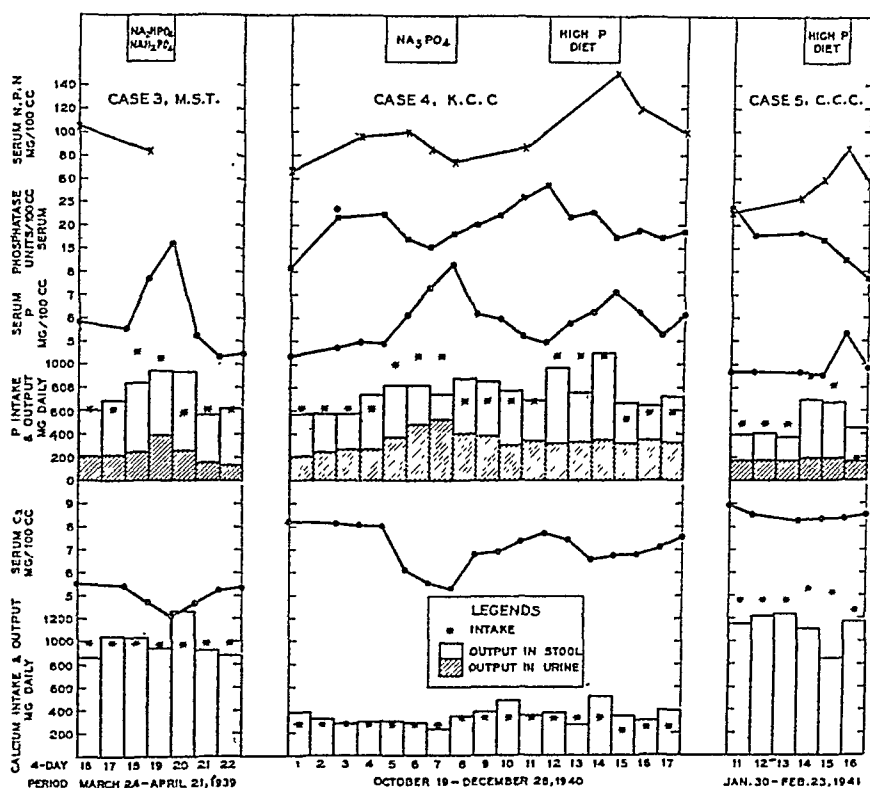 NA2HPO4
NAH2PO4
NA3PO4
HIGH P
DIET
HIGH P
DIET
CASE 3, M.S.T.
CASE 4, K.C.C
CASE 5, C.C.C.
SERUM N.P.N
MG/100 CC
140
120
100
80
60
PHOSPHATASE
UNITS/100CC
SERUM
25
20
15
SERUM
P
MG/100 CC
8
6
5
P INTAKE
& OUTPUT
MG DAILY
1000
608
400
200
0
SERUM Ca
MG/100 CC
9
8
7
6
5
CALCIUM INTAKE & OUTPUT
MG DAILY
1200
1000
800
600
400
200
LEGENDS
* INTAKE
OUTPUT IN STOOL
OUTPUT IN URINE
4-DAY
PERIOD
16 17 18 19 20 21 22
1 2 3 4 5 6 7 8 9 10 11 12 13 14 15 16 17
11 12 13 14 15 16
MARCH 24-APRIL 21, 1939
OCTOBER 19-DECEMBER 26, 1940
JAN. 30-FEB. 23, 1941